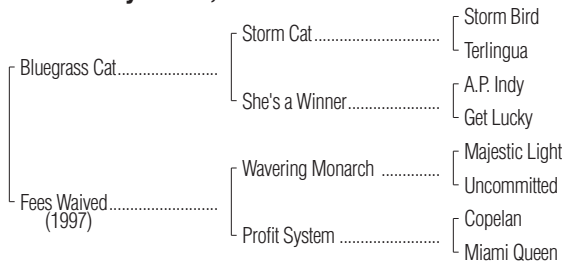 Storm Bird
Storm Cat
Terlingua
Bluegrass Cat
A.P. Indy
She's a Winner
Get Lucky
Majestic Light
Wavering Monarch
Uncommitted
Fees Waived
(1997)
Copelan
Profit System
Miami Queen